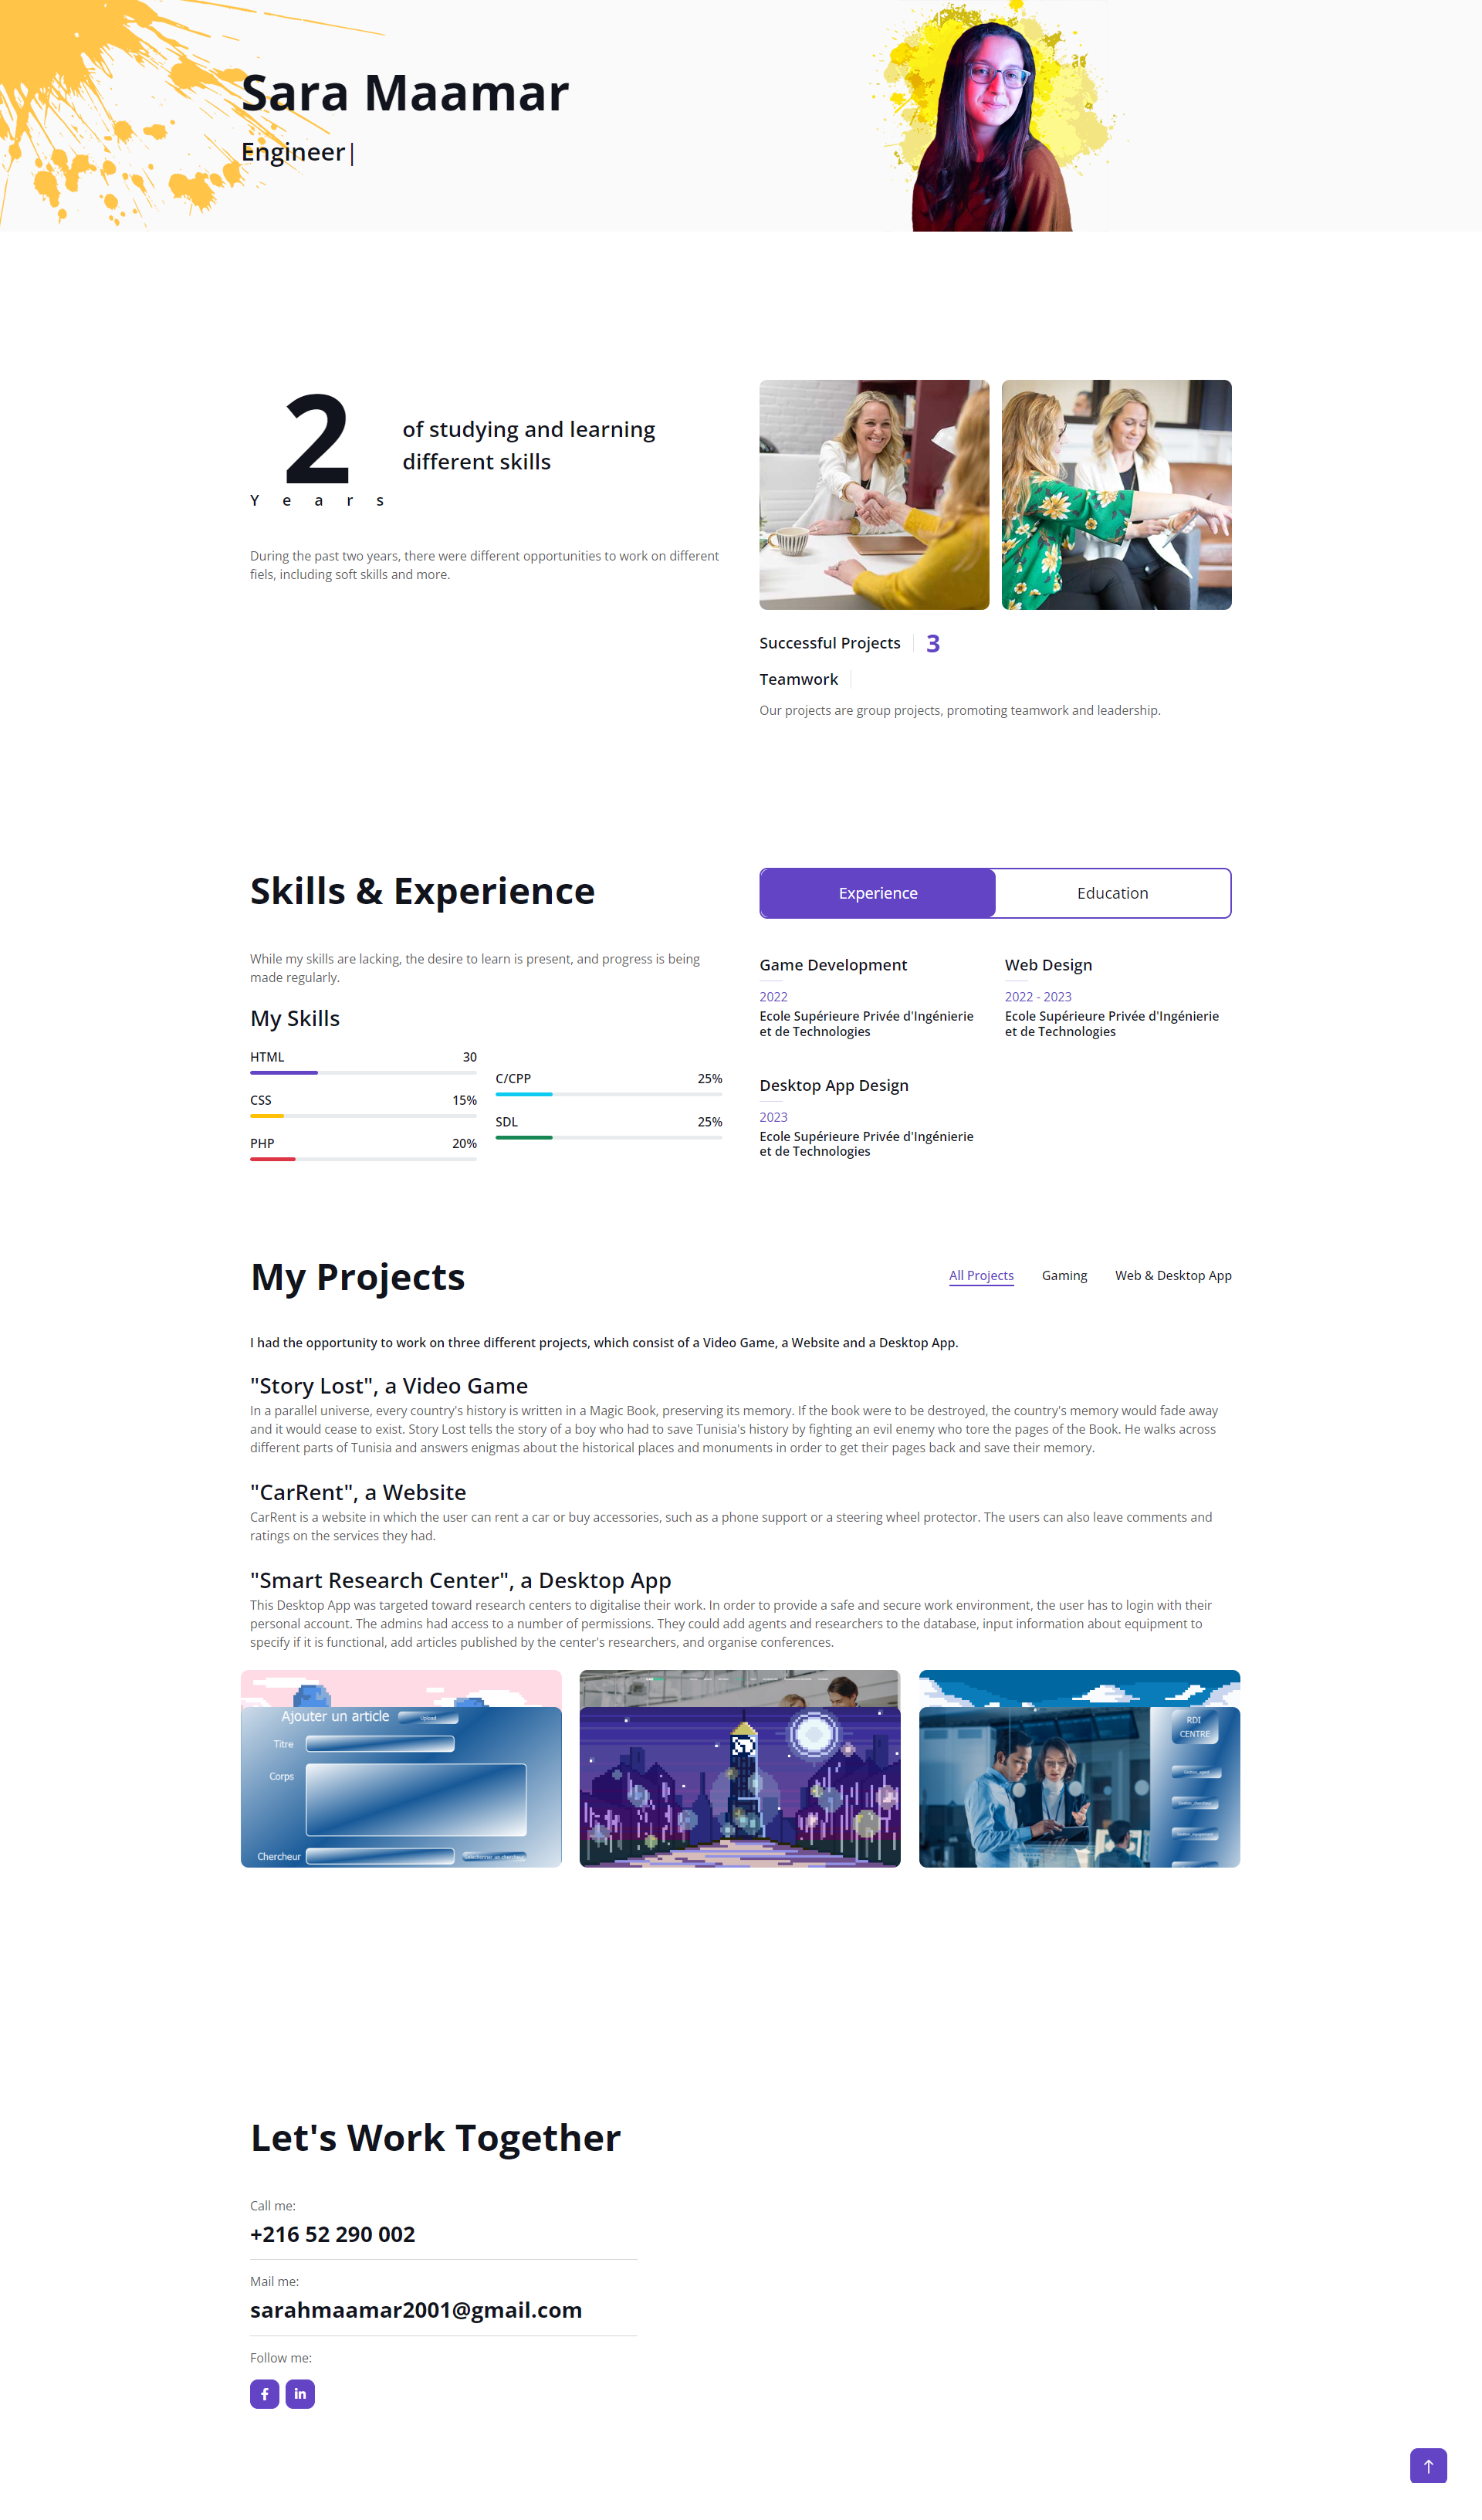 Sara Maamar
Engineer|
2
Years
of studying and learning
different skills
During the past two years, there were different opportunities to work on different
fiels, including soft skills and more.
Successful Projects
3
Teamwork
Our projects are group projects, promoting teamwork and leadership.
Skills & Experience
While my skills are lacking, the desire to learn is present, and progress is being
made regularly.
My Skills
HTML 30
CSS 15%
PHP 20%
C/CPP 25%
SDL 25%
Experience
Education
Game Development
2022
Ecole Supérieure Privée d'Ingénierie
et de Technologies
Web Design
2022 - 2023
Ecole Supérieure Privée d'Ingénierie
et de Technologies
Desktop App Design
2023
Ecole Supérieure Privée d'Ingénierie
et de Technologies
My Projects
All Projects
Gaming
Web & Desktop App
I had the opportunity to work on three different projects, which consist of a Video Game, a Website and a Desktop App.
"Story Lost", a Video Game
In a parallel universe, every country's history is written in a Magic Book, preserving its memory. If the book were to be destroyed, the country's memory would fade away
and it would cease to exist. Story Lost tells the story of a boy who had to save Tunisia's history by fighting an evil enemy who tore the pages of the Book. He walks across
different parts of Tunisia and answers enigmas about the historical places and monuments in order to get their pages back and save their memory.
"CarRent", a Website
CarRent is a website in which the user can rent a car or buy accessories, such as a phone support or a steering wheel protector. The users can also leave comments and
ratings on the services they had.
"Smart Research Center", a Desktop App
This Desktop App was targeted toward research centers to digitalise their work. In order to provide a safe and secure work environment, the user has to login with their
personal account. The admins had access to a number of permissions. They could add agents and researchers to the database, input information about equipment to
specify if it is functional, add articles published by the center's researchers, and organise conferences.
Ajouter un article
Upload
Titre
Corps
Chercheur
RDI
CENTRE
Let's Work Together
Call me:
+216 52 290 002
Mail me:
sarahmaamar2001@gmail.com
Follow me: